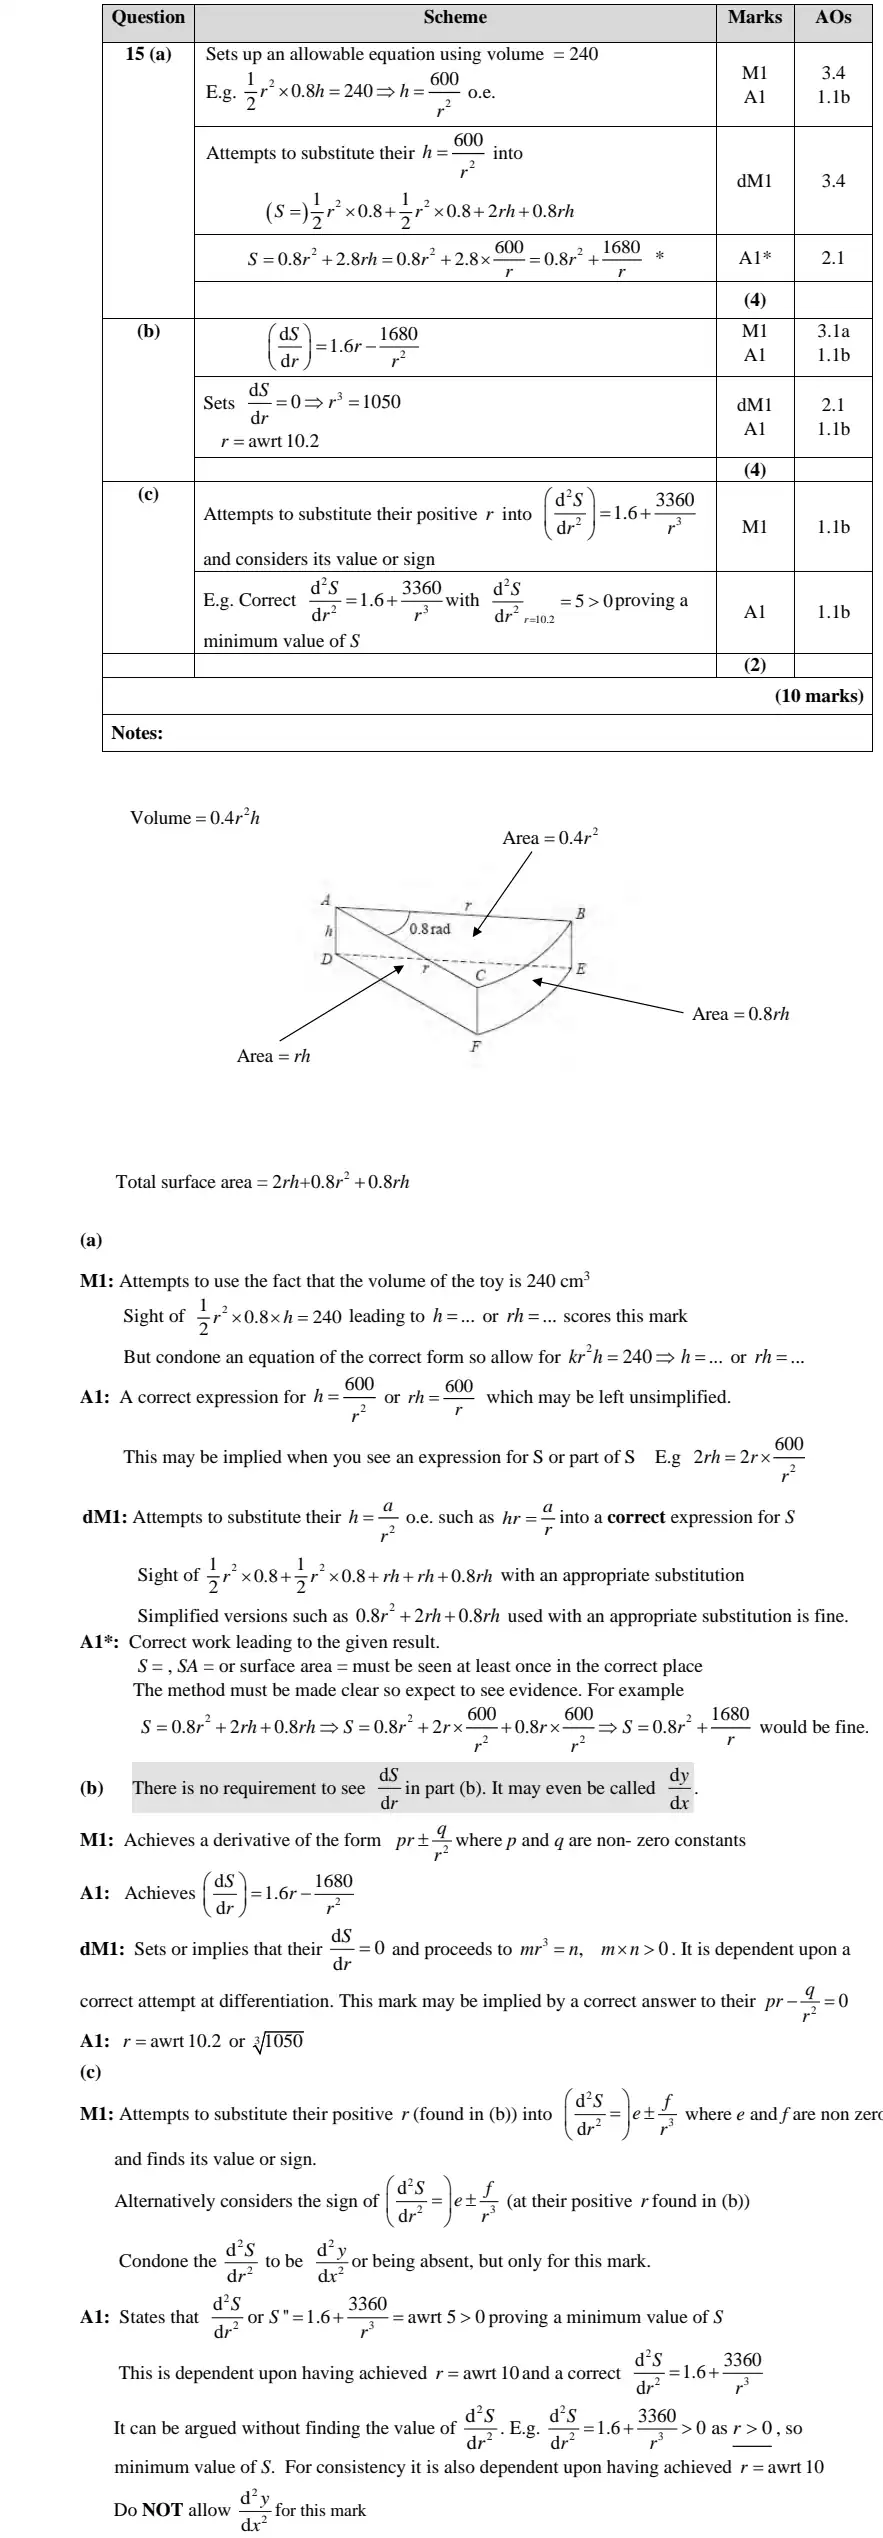 Question Scheme Marks AOs
15 (a) Sets up an allowable equation using volume = 240
E.g. 1/2 r² × 0.8h = 240 ⇒ h = 600/r² o.e.
M1 3.4
A1 1.1b
Attempts to substitute their h = 600/r² into
(S =) 1/2 r² × 0.8 + 1/2 r² × 0.8 + 2rh + 0.8rh
dM1 3.4
S = 0.8r² + 2.8rh = 0.8r² + 2.8 × 600/r = 0.8r² + 1680/r * A1* 2.1
(4)
(b) (dS/dr) = 1.6r − 1680/r²
M1 3.1a
A1 1.1b
Sets dS/dr = 0 ⇒ r³ = 1050
r = awrt 10.2
dM1 2.1
A1 1.1b
(4)
(c) Attempts to substitute their positive r into (d²S/dr²) = 1.6 + 3360/r³
and considers its value or sign
M1 1.1b
E.g. Correct d²S/dr² = 1.6 + 3360/r³ with d²S/dr² r=10.2 = 5 > 0 proving a
minimum value of S
A1 1.1b
(2)
(10 marks)
Notes:
Volume = 0.4r²h
Area = 0.4r²
A r B
h 0.8 rad
D r C E
Area = 0.8rh
F
Area = rh
Total surface area = 2rh+0.8r² + 0.8rh
(a)
M1: Attempts to use the fact that the volume of the toy is 240 cm³
Sight of 1/2 r² × 0.8 × h = 240 leading to h = ... or rh = ... scores this mark
But condone an equation of the correct form so allow for kr²h = 240 ⇒ h = ... or rh = ...
A1: A correct expression for h = 600/r² or rh = 600/r which may be left unsimplified.
This may be implied when you see an expression for S or part of S E.g 2rh = 2r × 600/r²
dM1: Attempts to substitute their h = a/r² o.e. such as hr = a/r into a correct expression for S
Sight of 1/2 r² × 0.8 + 1/2 r² × 0.8 + rh + rh + 0.8rh with an appropriate substitution
Simplified versions such as 0.8r² + 2rh + 0.8rh used with an appropriate substitution is fine.
A1*: Correct work leading to the given result.
S = , SA = or surface area = must be seen at least once in the correct place
The method must be made clear so expect to see evidence. For example
S = 0.8r² + 2rh + 0.8rh ⇒ S = 0.8r² + 2r × 600/r² + 0.8r × 600/r² ⇒ S = 0.8r² + 1680/r would be fine.
(b) There is no requirement to see dS/dr in part (b). It may even be called dy/dx.
M1: Achieves a derivative of the form pr ± q/r² where p and q are non- zero constants
A1: Achieves (dS/dr) = 1.6r − 1680/r²
dM1: Sets or implies that their dS/dr = 0 and proceeds to mr³ = n, m × n > 0. It is dependent upon a
correct attempt at differentiation. This mark may be implied by a correct answer to their pr − q/r² = 0
A1: r = awrt 10.2 or ∛1050
(c)
M1: Attempts to substitute their positive r (found in (b)) into (d²S/dr² =) e ± f/r³ where e and f are non zero
and finds its value or sign.
Alternatively considers the sign of (d²S/dr² =) e ± f/r³ (at their positive r found in (b))
Condone the d²S/dr² to be d²y/dx² or being absent, but only for this mark.
A1: States that d²S/dr² or S" = 1.6 + 3360/r³ = awrt 5 > 0 proving a minimum value of S
This is dependent upon having achieved r = awrt 10 and a correct d²S/dr² = 1.6 + 3360/r³
It can be argued without finding the value of d²S/dr². E.g. d²S/dr² = 1.6 + 3360/r³ > 0 as r > 0, so
minimum value of S. For consistency it is also dependent upon having achieved r = awrt 10
Do NOT allow d²y/dx² for this mark